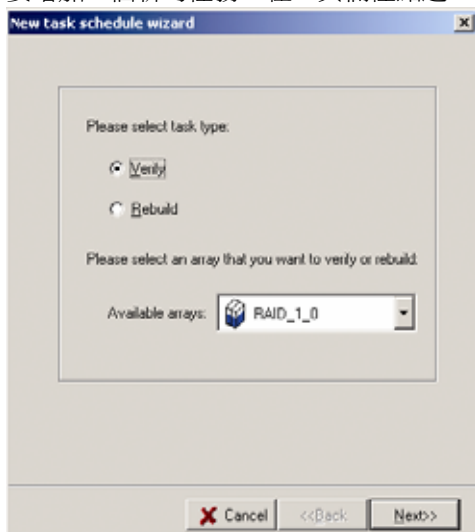 New task schedule wizard
Please select task type:
Verify
Rebuild
Please select an array that you want to verify or rebuild.
Available arrays: RAID_1_0
Cancel <<Back Next>>